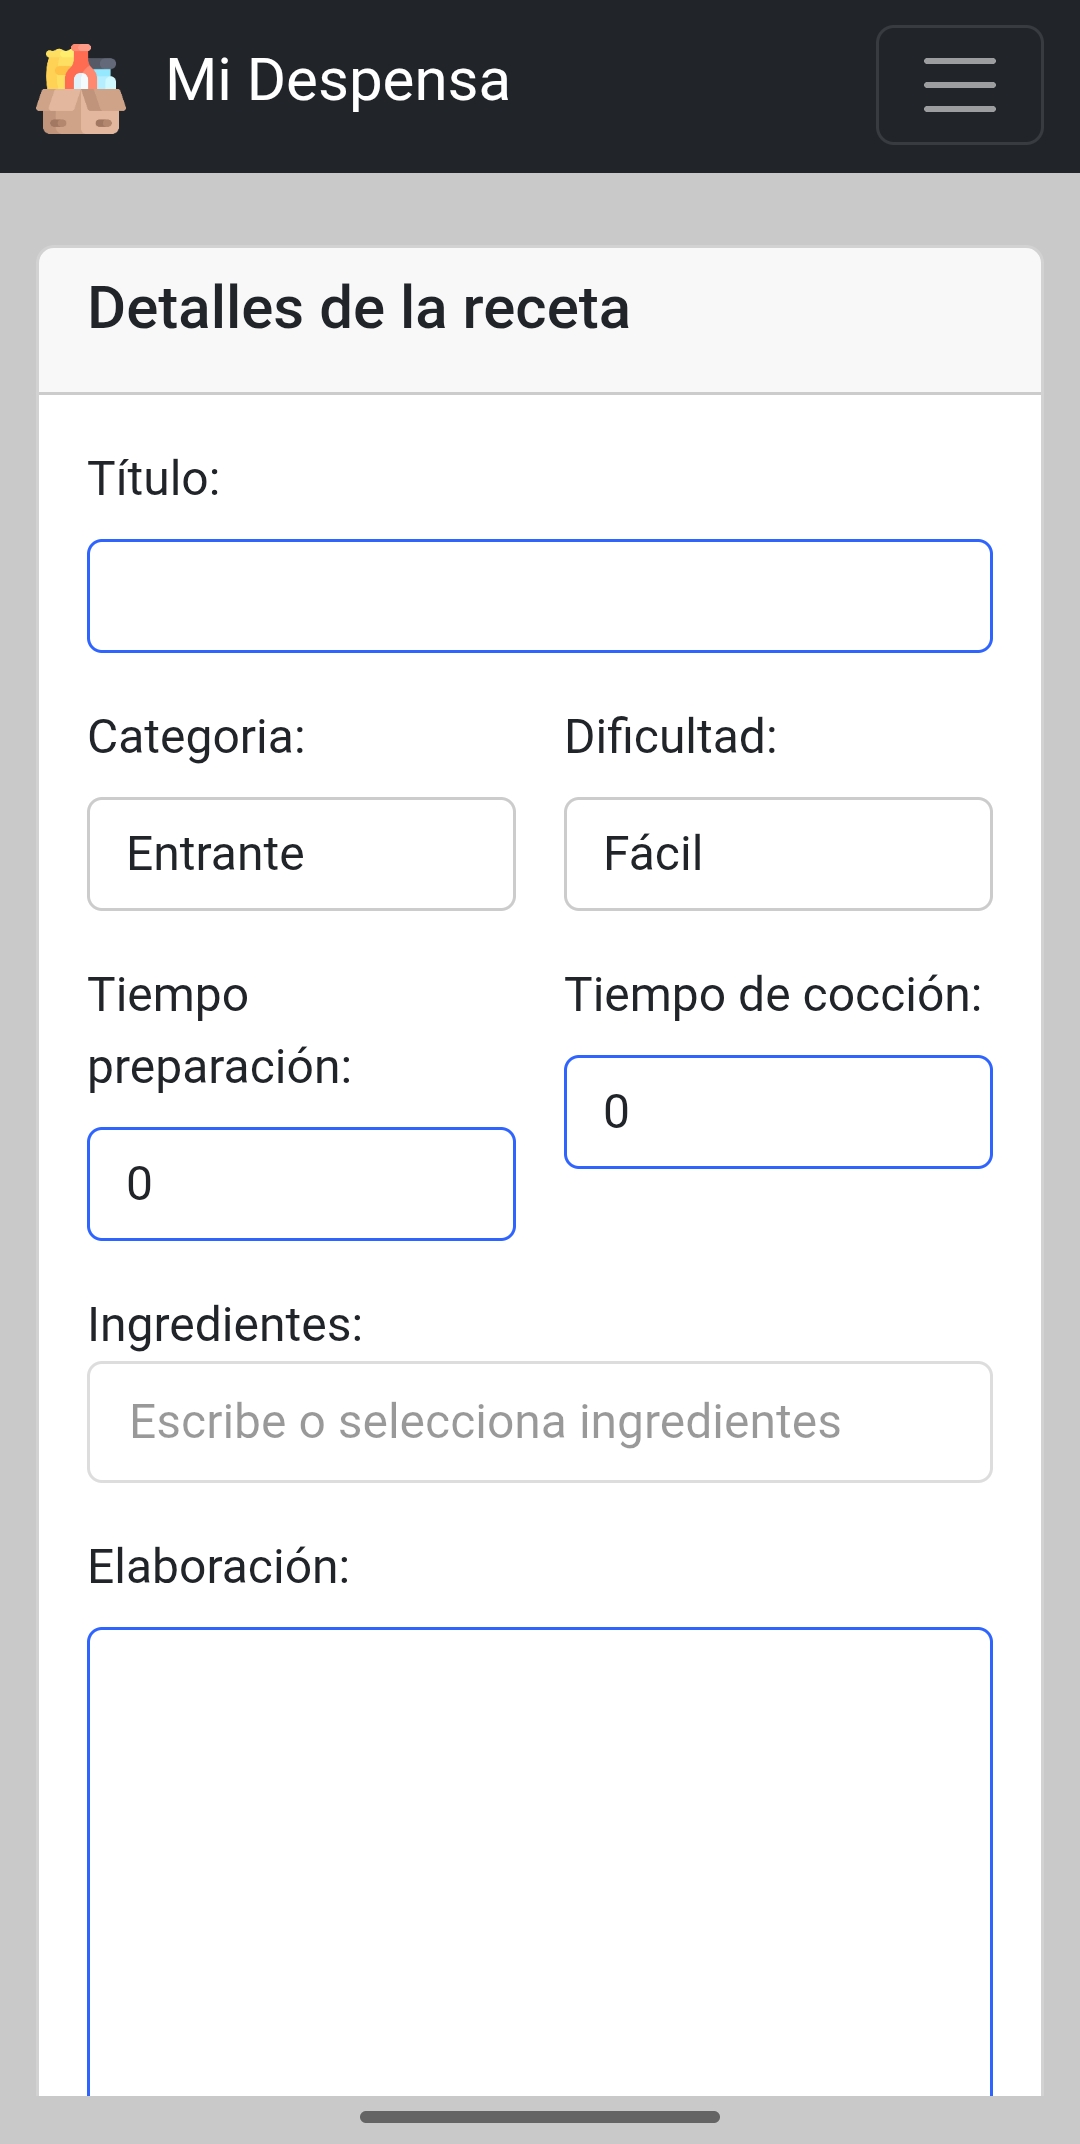 Mi Despensa
Detalles de la receta
Título:
Categoria:
Dificultad:
Entrante
Fácil
Tiempo
preparación:
Tiempo de cocción:
0
0
Ingredientes:
Escribe o selecciona ingredientes
Elaboración: